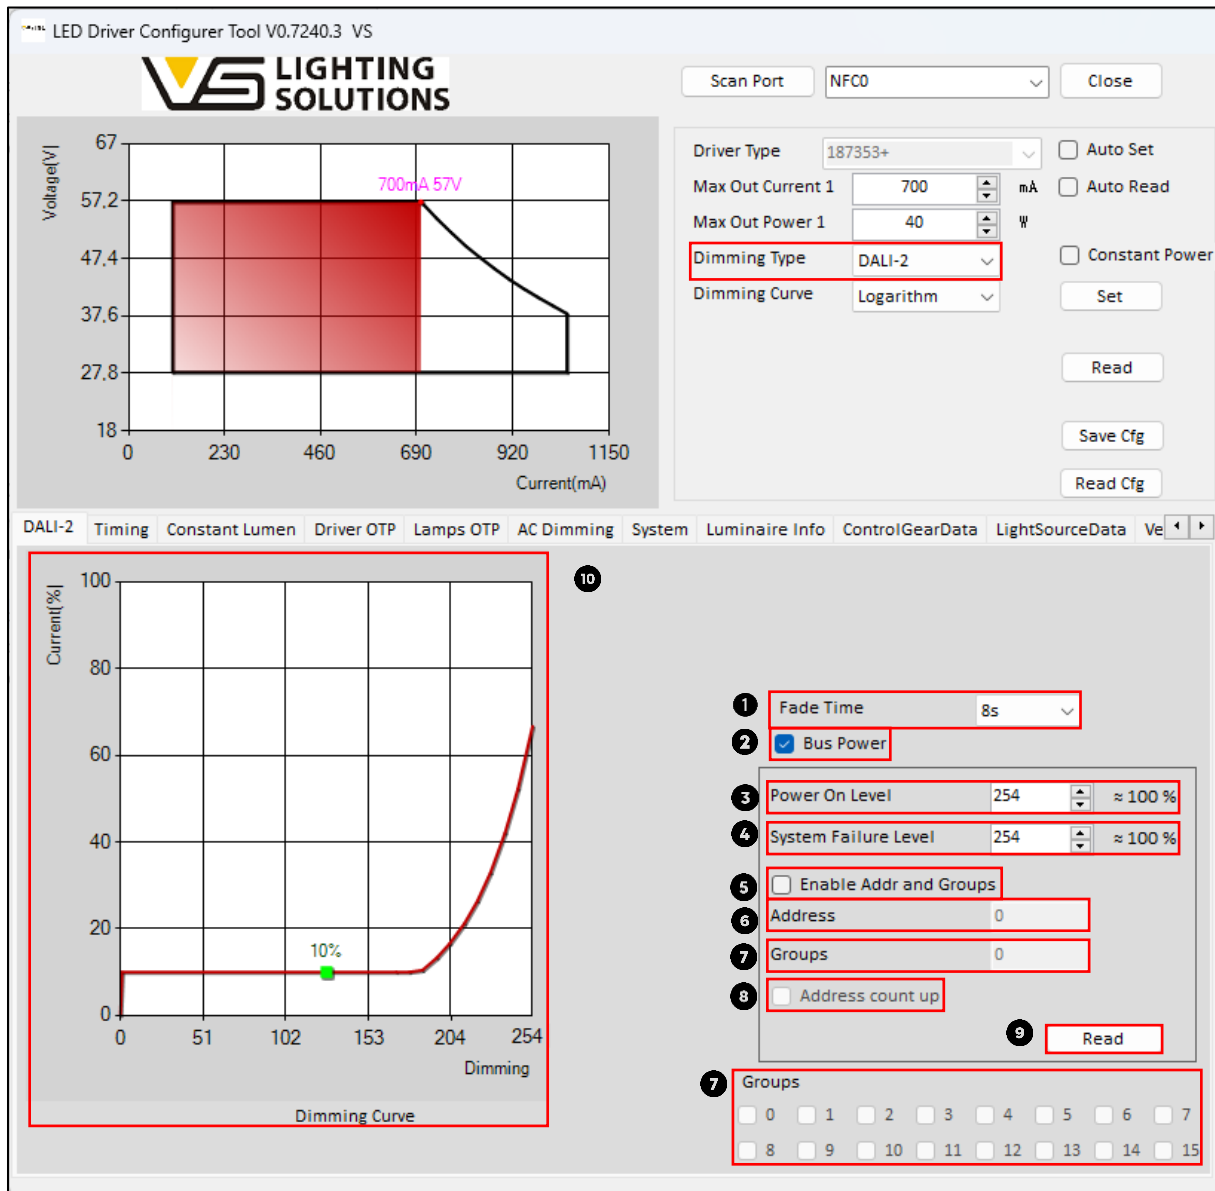 LED Driver Configurer Tool V0.7240.3 VS
VS LIGHTING SOLUTIONS
Scan Port NFC0 Close
Voltage[V]
67
57,2
47,4
37,6
27,8
18
700mA 57V
0 230 460 690 920 1150
Current(mA)
Driver Type 187353+ Auto Set
Max Out Current 1 700 mA Auto Read
Max Out Power 1 40 W
Dimming Type DALI-2 Constant Power
Dimming Curve Logarithm Set
Read
Save Cfg
Read Cfg
DALI-2 Timing Constant Lumen Driver OTP Lamps OTP AC Dimming System Luminaire Info ControlGearData LightSourceData Ve
Current[%]
100
80
60
40
20
0
10%
0 51 102 153 204 254
Dimming
Dimming Curve
10
1 Fade Time 8s
2 Bus Power
3 Power On Level 254 ≈ 100 %
4 System Failure Level 254 ≈ 100 %
5 Enable Addr and Groups
6 Address 0
7 Groups 0
8 Address count up
9 Read
7 Groups
0 1 2 3 4 5 6 7
8 9 10 11 12 13 14 15